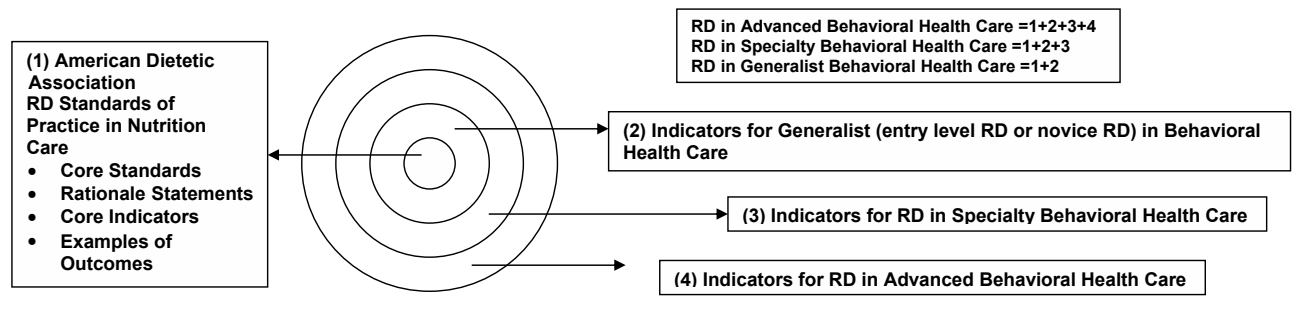 RD in Advanced Behavioral Health Care =1+2+3+4
RD in Specialty Behavioral Health Care =1+2+3
RD in Generalist Behavioral Health Care =1+2
(1) American Dietetic
Association
RD Standards of
Practice in Nutrition
Care
• Core Standards
• Rationale Statements
• Core Indicators
• Examples of
Outcomes
(2) Indicators for Generalist (entry level RD or novice RD) in Behavioral
Health Care
(3) Indicators for RD in Specialty Behavioral Health Care
(4) Indicators for RD in Advanced Behavioral Health Care